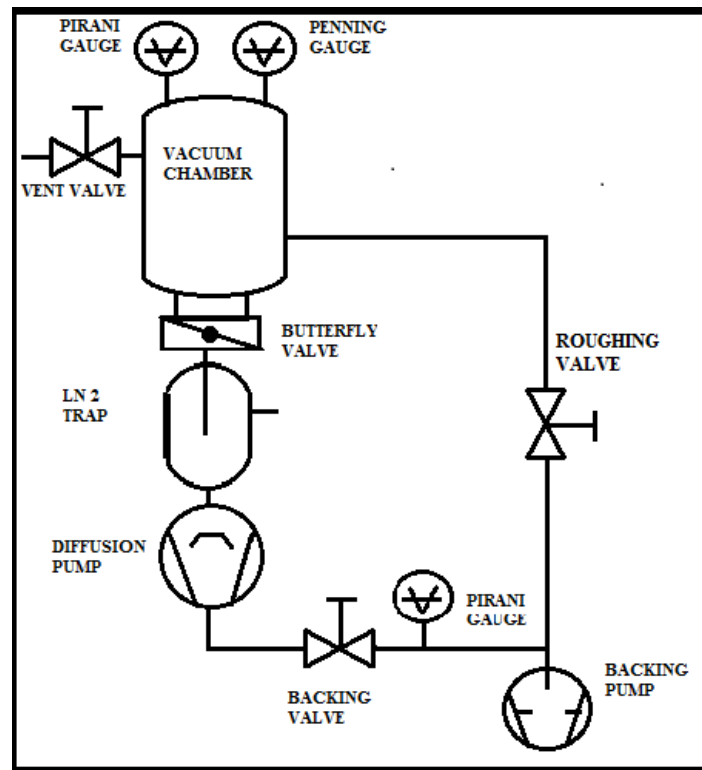 PIRANI
GAUGE
PENNING
GAUGE
VENT VALVE
VACUUM
CHAMBER
BUTTERFLY
VALVE
ROUGHING
VALVE
LN 2
TRAP
DIFFUSION
PUMP
PIRANI
GAUGE
BACKING
VALVE
BACKING
PUMP